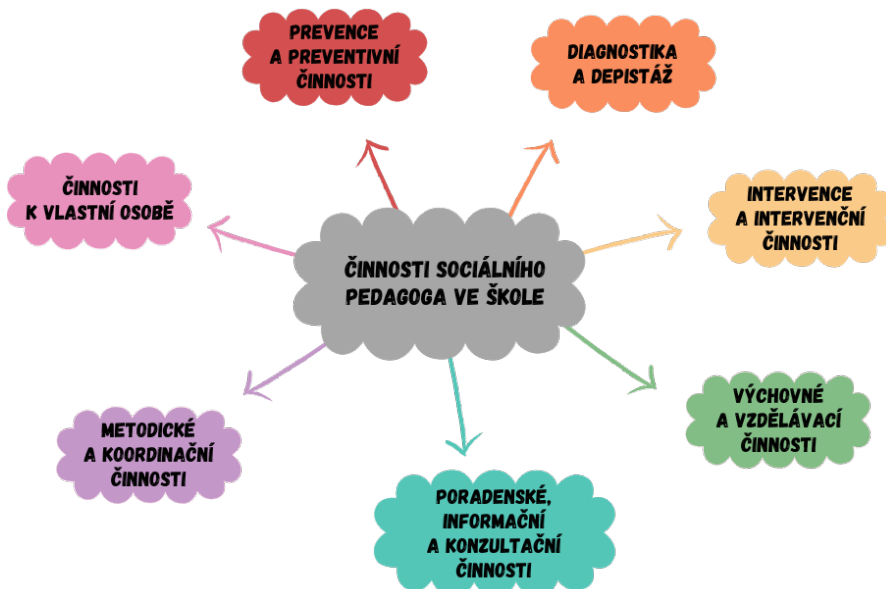 PREVENCE
A PREVENTIVNÍ
ČINNOSTI
DIAGNOSTIKA
A DEPISTÁŽ
ČINNOSTI
K VLASTNÍ OSOBĚ
INTERVENCE
A INTERVENČNÍ
ČINNOSTI
ČINNOSTI SOCIÁLNÍHO
PEDAGOGA VE ŠKOLE
METODICKÉ
A KOORDINAČNÍ
ČINNOSTI
VÝCHOVNÉ
A VZDĚLÁVACÍ
ČINNOSTI
PORADENSKÉ,
INFORMAČNÍ
A KONZULTAČNÍ
ČINNOSTI